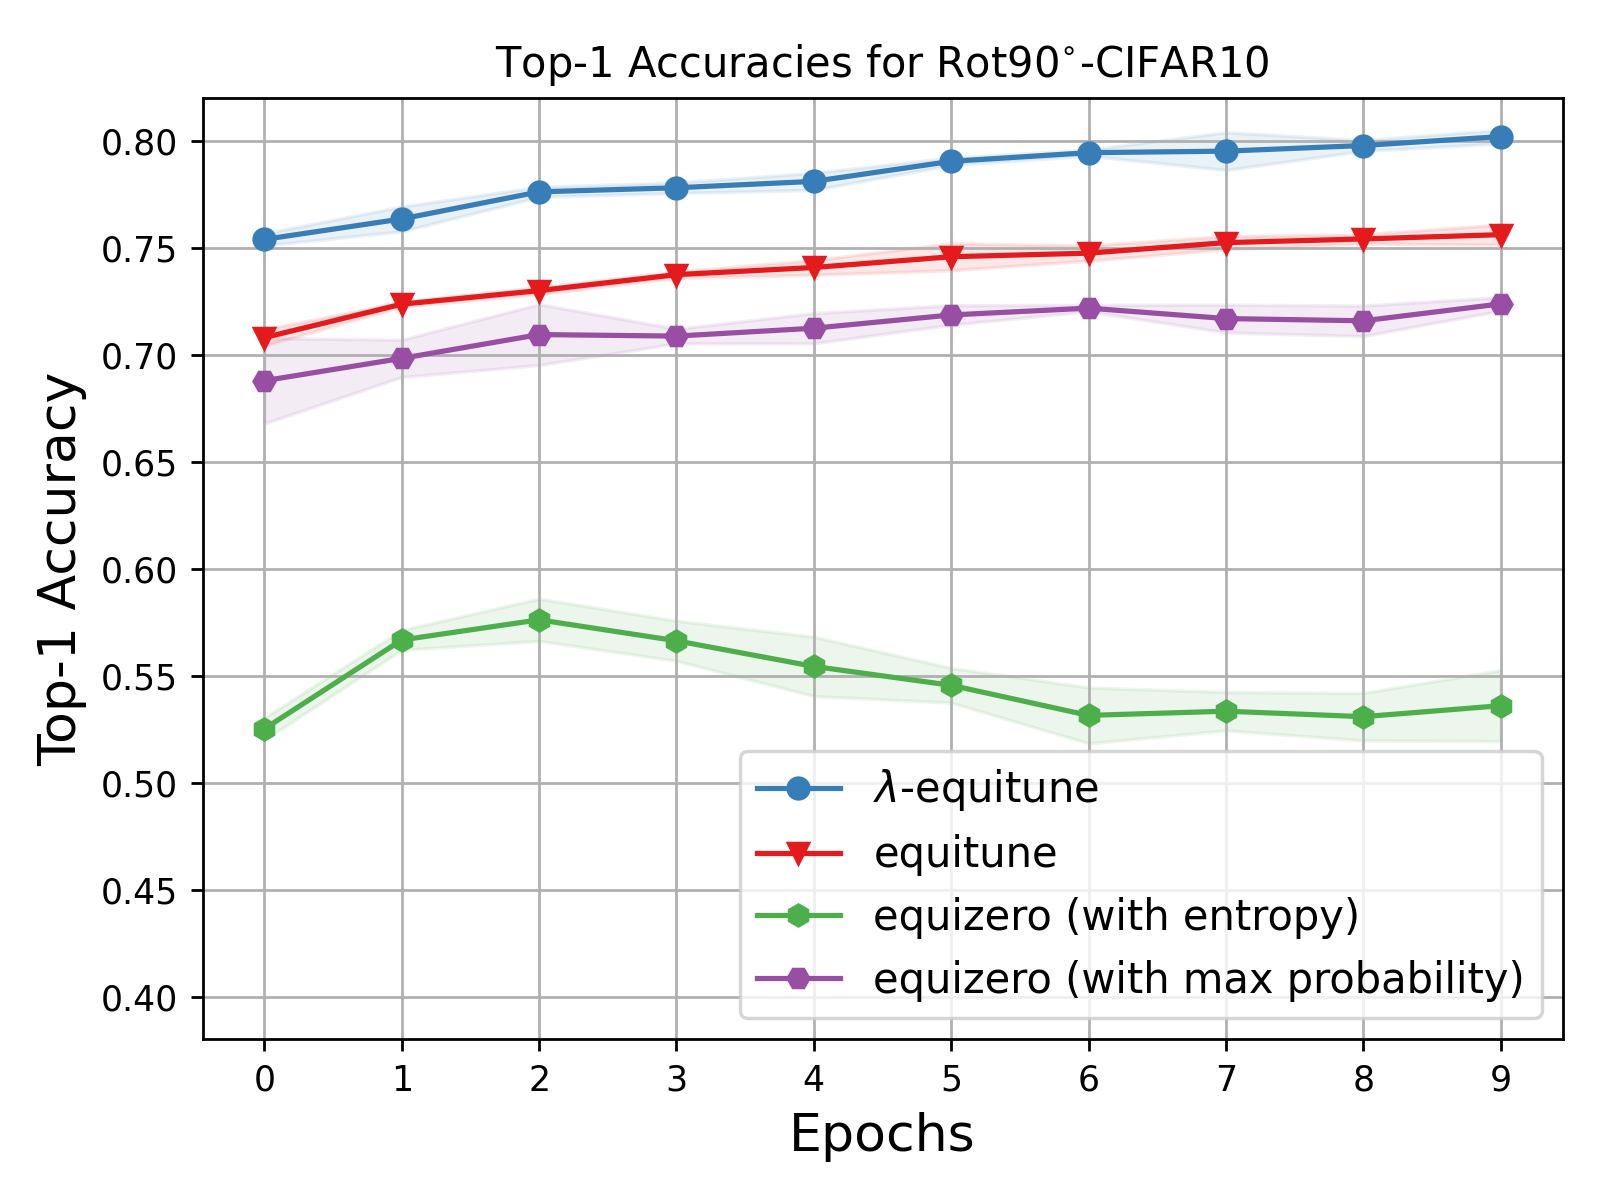 Top-1 Accuracies for Rot90°-CIFAR10
Top-1 Accuracy
0.80
0.75
0.70
0.65
0.60
0.55
0.50
0.45
0.40
λ-equitune
equitune
equizero (with entropy)
equizero (with max probability)
0 1 2 3 4 5 6 7 8 9
Epochs